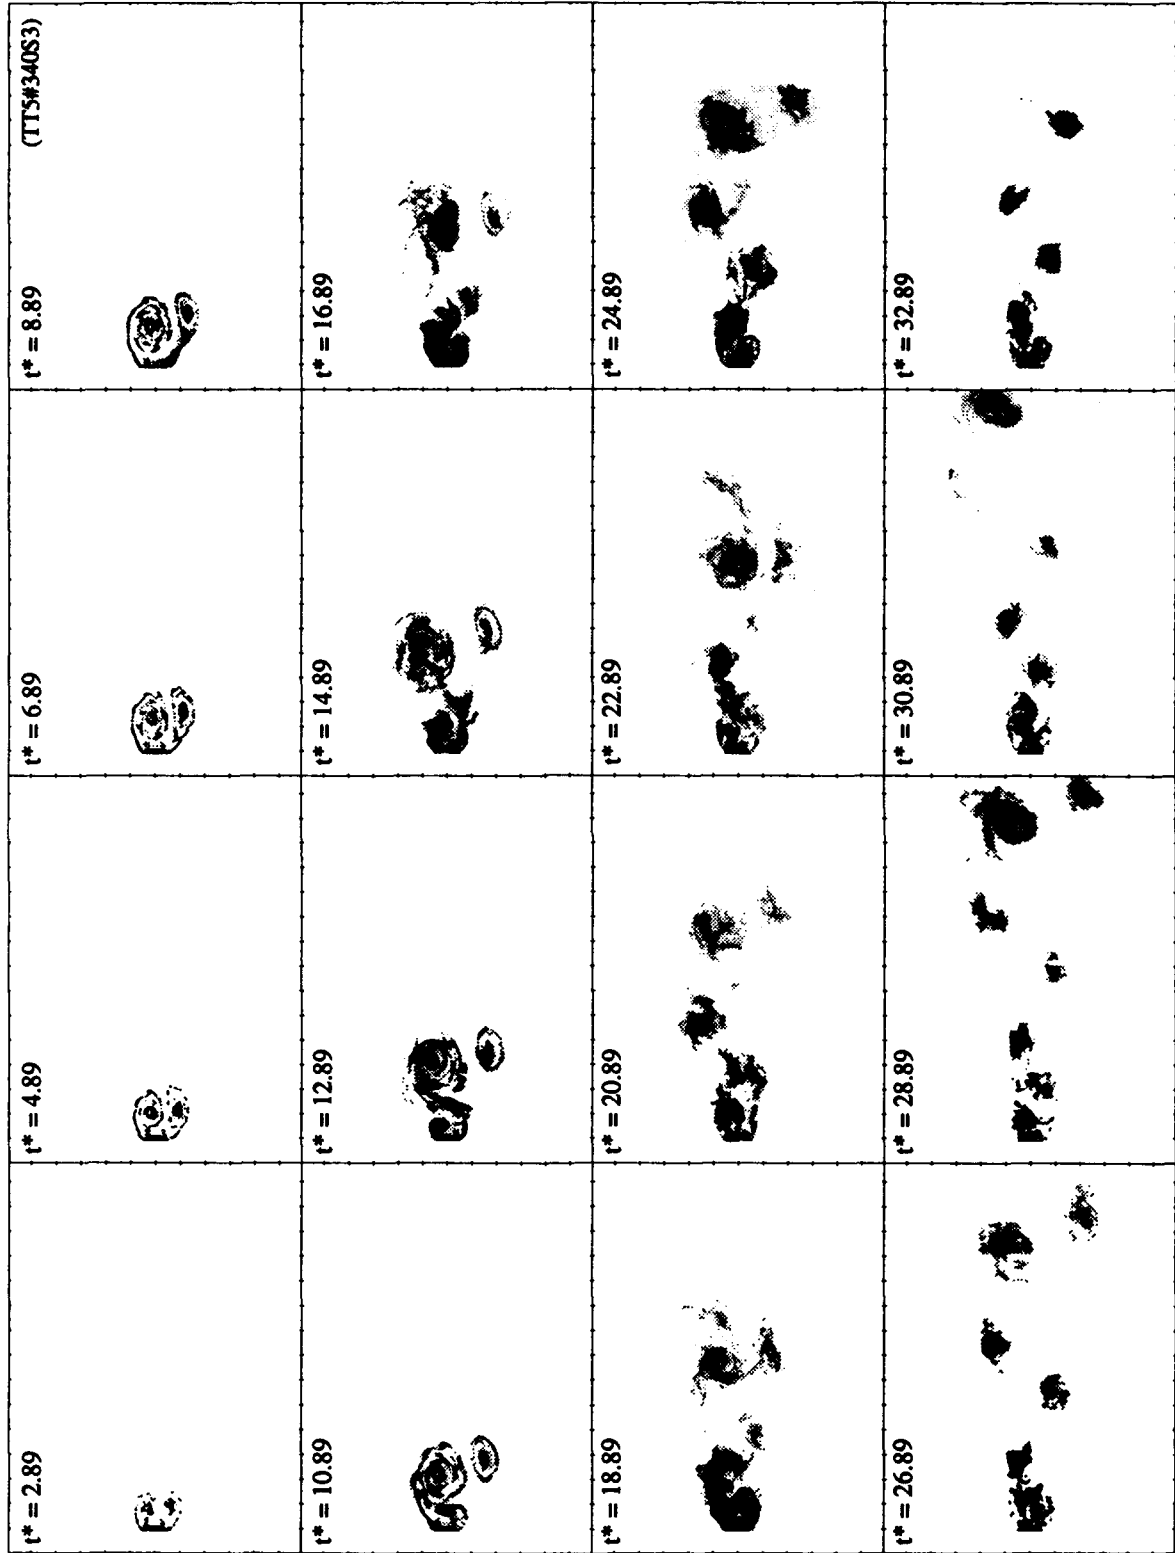 t* = 2.89
t* = 4.89
t* = 6.89
t* = 8.89
(TT5#340S3)
t* = 10.89
t* = 12.89
t* = 14.89
t* = 16.89
t* = 18.89
t* = 20.89
t* = 22.89
t* = 24.89
t* = 26.89
t* = 28.89
t* = 30.89
t* = 32.89